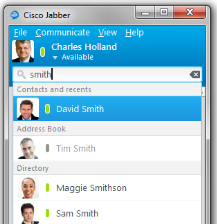 Cisco Jabber
File Communicate View Help
Charles Holland
Available
smith
Contacts and recents
David Smith
Address Book
Tim Smith
Directory
Maggie Smithson
Sam Smith